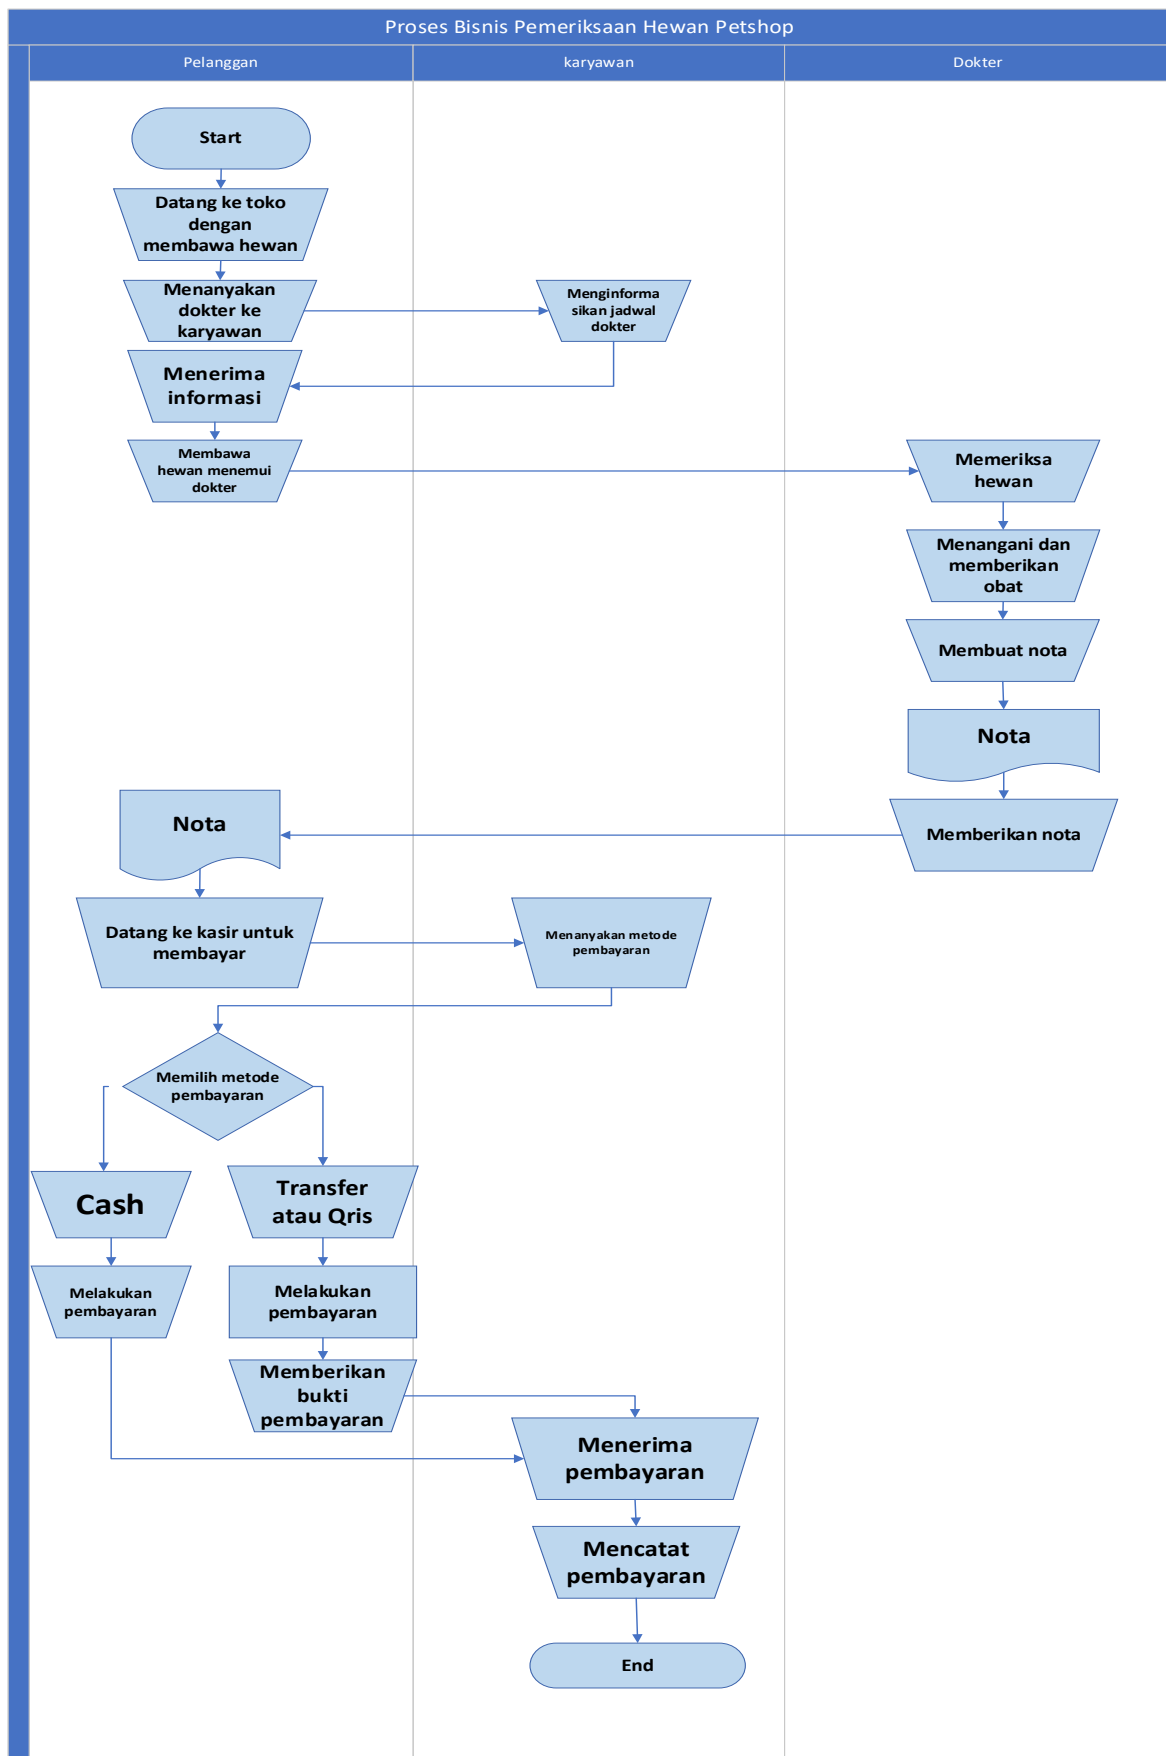 Proses Bisnis Pemeriksaan Hewan Petshop
Pelanggan
karyawan
Dokter
Start
Datang ke toko
dengan
membawa hewan
Menanyakan
dokter ke
karyawan
Menginforma
sikan jadwal
dokter
Menerima
informasi
Membawa
hewan menemui
dokter
Memeriksa
hewan
Menangani dan
memberikan
obat
Membuat nota
Nota
Memberikan nota
Nota
Datang ke kasir untuk
membayar
Menanyakan metode
pembayaran
Memilih metode
pembayaran
Cash
Transfer
atau Qris
Melakukan
pembayaran
Melakukan
pembayaran
Memberikan
bukti
pembayaran
Menerima
pembayaran
Mencatat
pembayaran
End